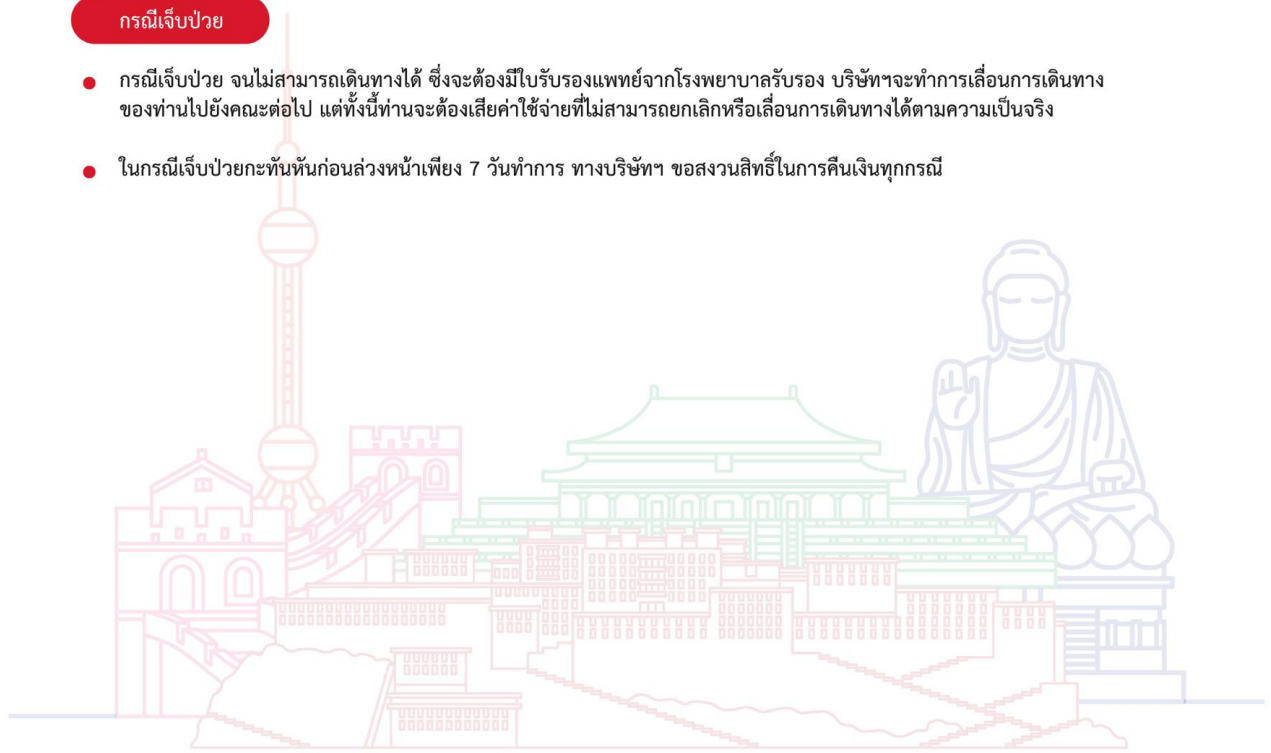 กรณีเจ็บป่วย
กรณีเจ็บป่วย จนไม่สามารถเดินทางได้ ซึ่งจะต้องมีใบรับรองแพทย์จากโรงพยาบาลรับรอง บริษัทฯจะทำการเลื่อนการเดินทาง
ของท่านไปยังคณะต่อไป แต่ทั้งนี้ท่านจะต้องเสียค่าใช้จ่ายที่ไม่สามารถยกเลิกหรือเลื่อนการเดินทางได้ตามความเป็นจริง
ในกรณีเจ็บป่วยกะทันหันก่อนล่วงหน้าเพียง 7 วันทำการ ทางบริษัทฯ ขอสงวนสิทธิ์ในการคืนเงินทุกกรณี